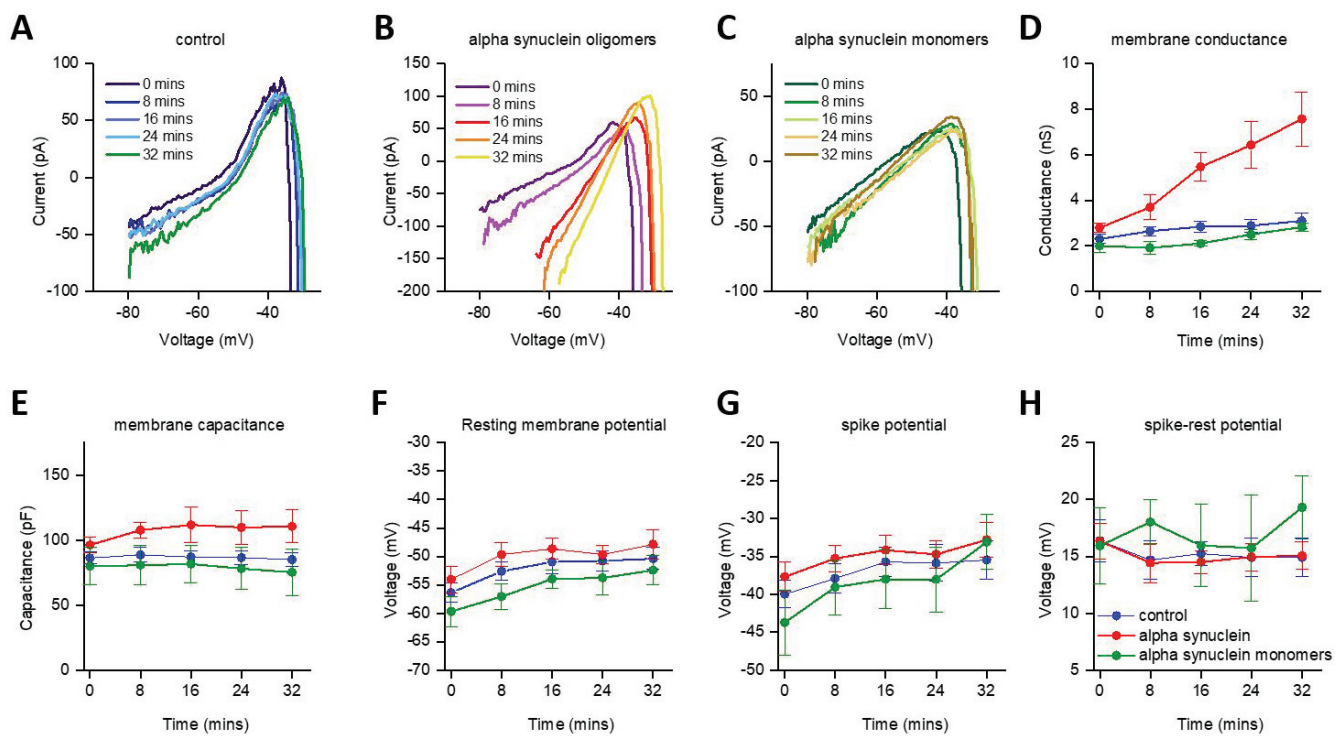 A
control
Current (pA)
100
50
0
-50
-100
0 mins
8 mins
16 mins
24 mins
32 mins
-80
-60
-40
Voltage (mV)
B
alpha synuclein oligomers
Current (pA)
150
100
50
0
-50
-100
-150
-200
0 mins
8 mins
16 mins
24 mins
32 mins
-80
-60
-40
Voltage (mV)
C
alpha synuclein monomers
Current (pA)
50
0
-50
-100
0 mins
8 mins
16 mins
24 mins
32 mins
-80
-60
-40
Voltage (mV)
D
membrane conductance
Conductance (nS)
10
8
6
4
2
0
0
8
16
24
32
Time (mins)
E
membrane capacitance
Capacitance (pF)
150
100
50
0
0
8
16
24
32
Time (mins)
F
Resting membrane potential
Voltage (mV)
-30
-35
-40
-45
-50
-55
-60
-65
-70
0
8
16
24
32
Time (mins)
G
spike potential
Voltage (mV)
-20
-25
-30
-35
-40
-45
-50
0
8
16
24
32
Time (mins)
H
spike-rest potential
Voltage (mV)
25
20
15
10
5
control
alpha synuclein
alpha synuclein monomers
0
8
16
24
32
Time (mins)